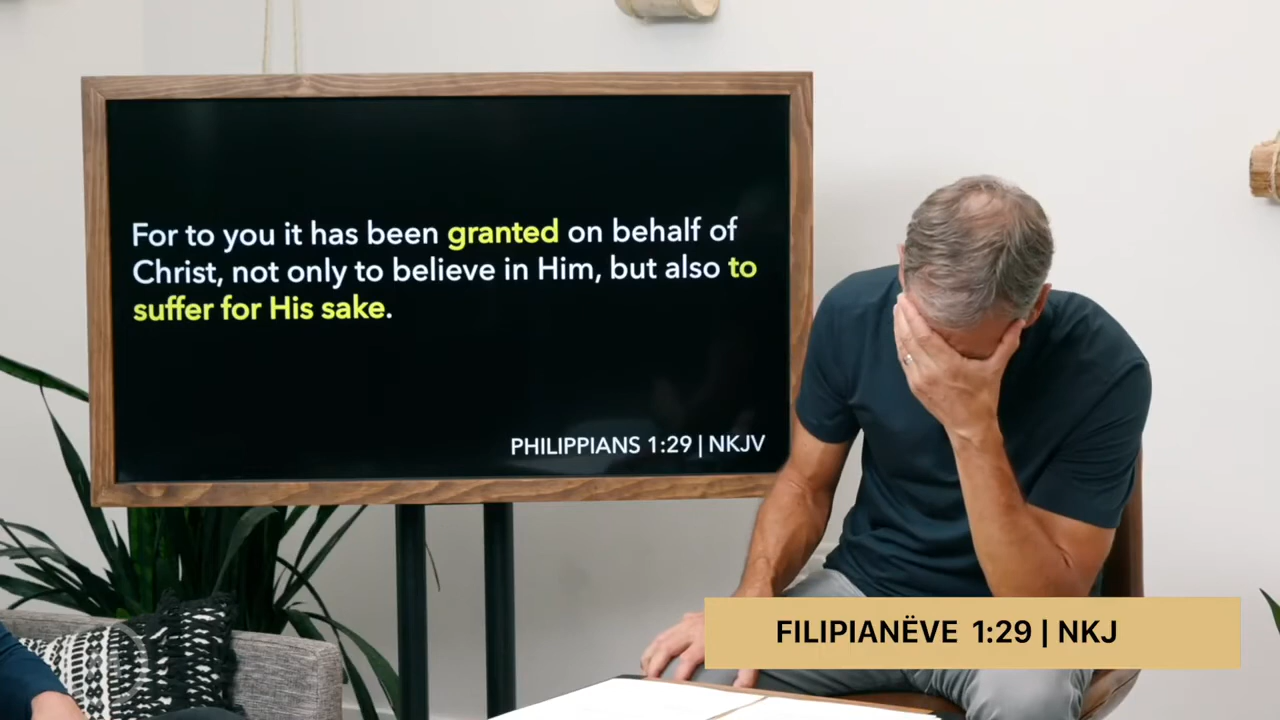 For to you it has been granted on behalf of
Christ, not only to believe in Him, but also to
suffer for His sake.
PHILIPPIANS 1:29 | NKJV
FILIPIANËVE 1:29 | NKJ